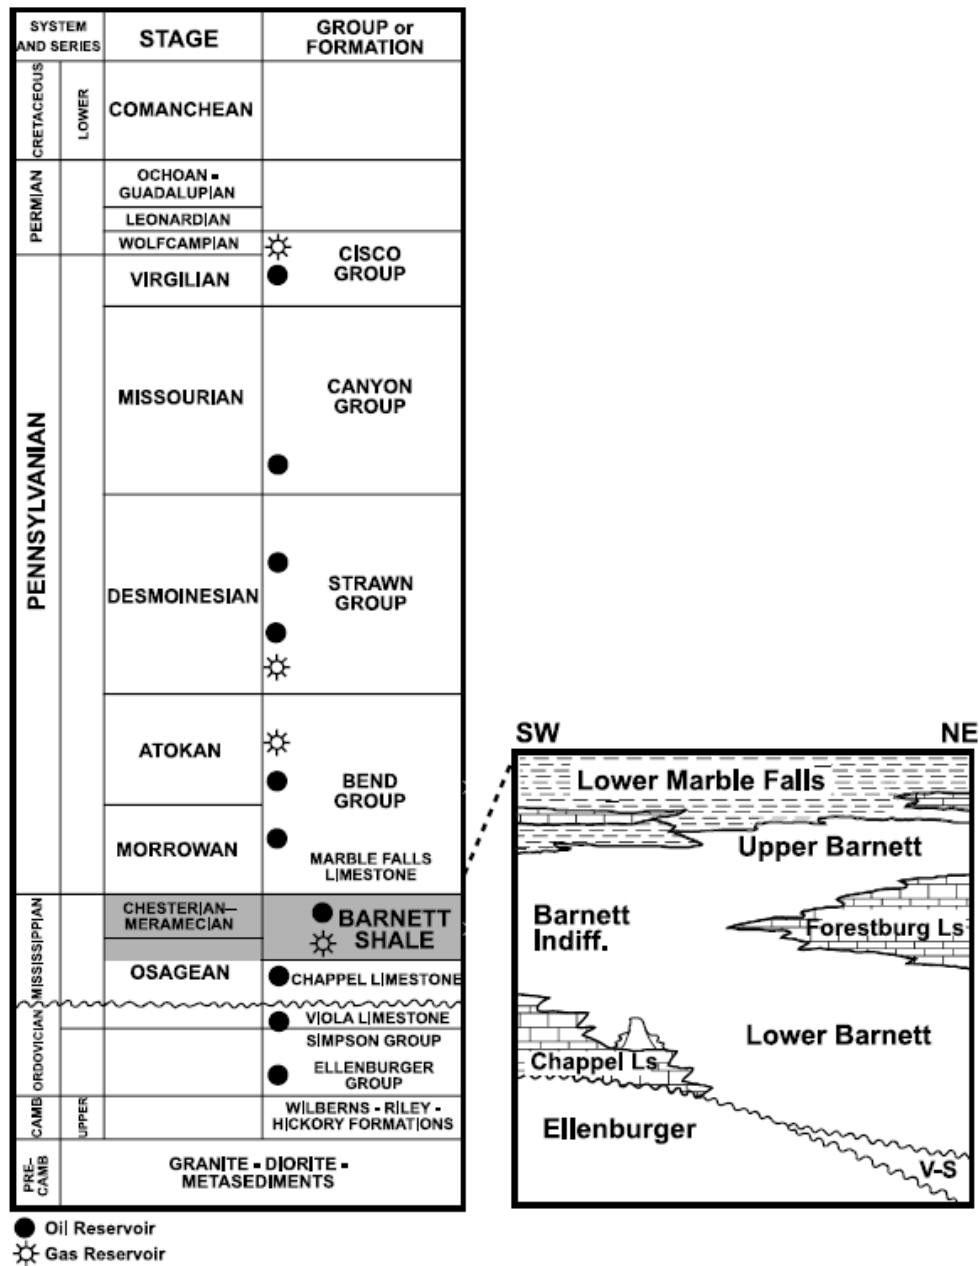 SYSTEM
AND SERIES
STAGE
GROUP or
FORMATION
CRETACEOUS
LOWER
COMANCHEAN
PERMIAN
OCHOAN -
GUADALUPIAN
LEONARDIAN
WOLFCAMPIAN
CISCO
GROUP
PENNSYLVANIAN
VIRGILIAN
MISSOURIAN
CANYON
GROUP
DESMOINESIAN
STRAWN
GROUP
ATOKAN
BEND
GROUP
MORROWAN
MARBLE FALLS
LIMESTONE
MISSISSIPPIAN
CHESTERIAN–
MERAMECIAN
BARNETT
SHALE
OSAGEAN
CHAPPEL LIMESTONE
ORDOVICIAN
VIOLA LIMESTONE
SIMPSON GROUP
ELLENBURGER
GROUP
CAMB
UPPER
WILBERNS - RILEY -
HICKORY FORMATIONS
PRE–
CAMB
GRANITE - DIORITE -
METASEDIMENTS
Oil Reservoir
Gas Reservoir
SW
NE
Lower Marble Falls
Upper Barnett
Barnett
Indiff.
Forestburg Ls
Lower Barnett
Chappel Ls
Ellenburger
V-S